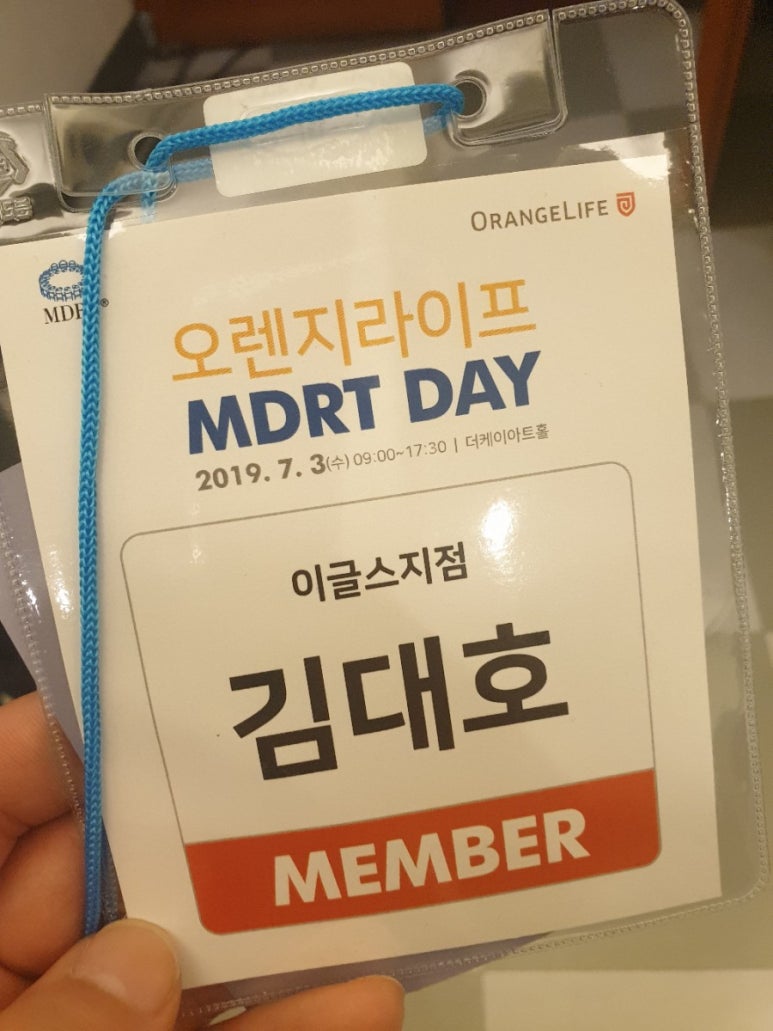 ORANGELIFE
오렌지라이프
MDRT DAY
2019. 7. 3(수) 09:00~17:30 | 더케이아트홀
이글스지점
김대호
MEMBER